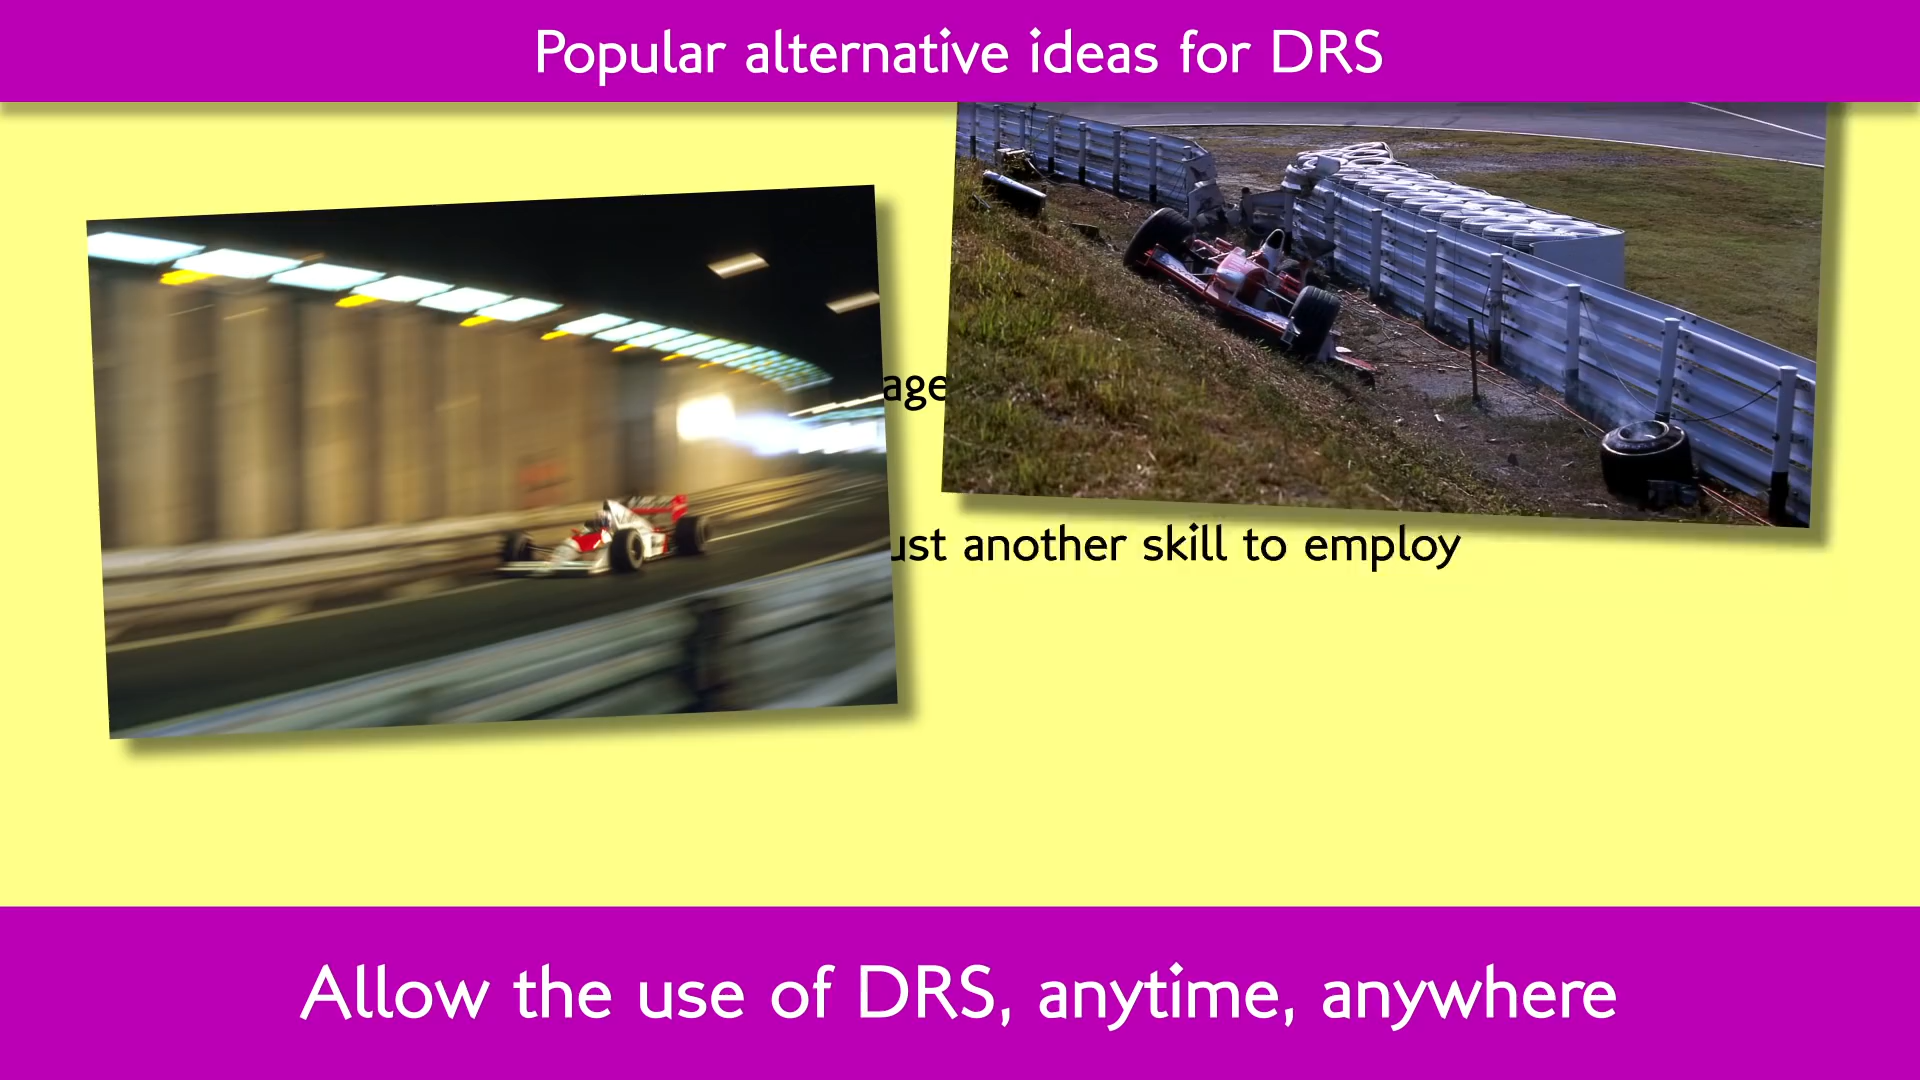 Popular alternative ideas for DRS
age
ust another skill to employ
Allow the use of DRS, anytime, anywhere